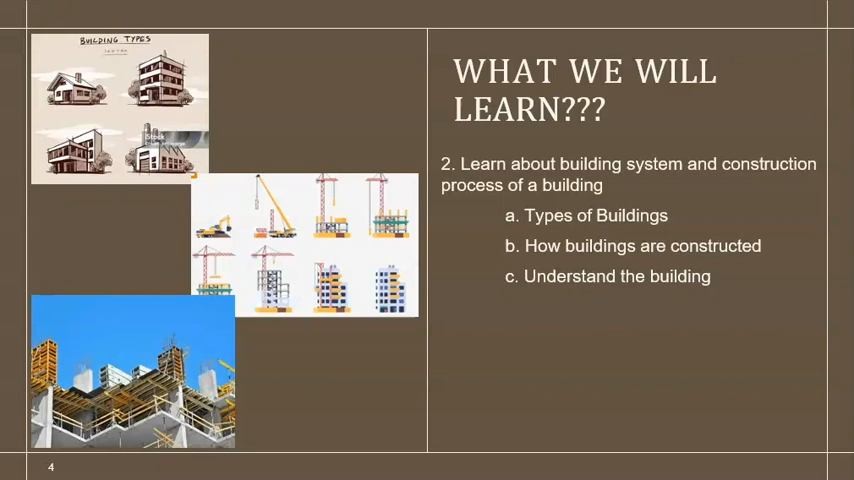 BUILDING TYPES
iStock
WHAT WE WILL
LEARN???
2. Learn about building system and construction
process of a building
a. Types of Buildings
b. How buildings are constructed
c. Understand the building
4